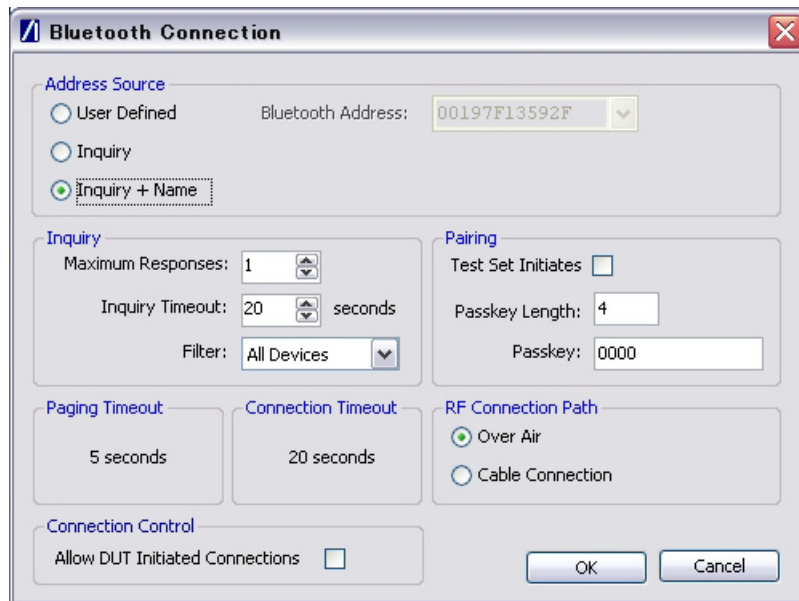 Bluetooth Connection
Address Source
User Defined Bluetooth Address: 00197F13592F
Inquiry
Inquiry + Name
Inquiry
Maximum Responses: 1
Inquiry Timeout: 20 seconds
Filter: All Devices
Pairing
Test Set Initiates
Passkey Length: 4
Passkey: 0000
Paging Timeout
5 seconds
Connection Timeout
20 seconds
RF Connection Path
Over Air
Cable Connection
Connection Control
Allow DUT Initiated Connections
OK Cancel